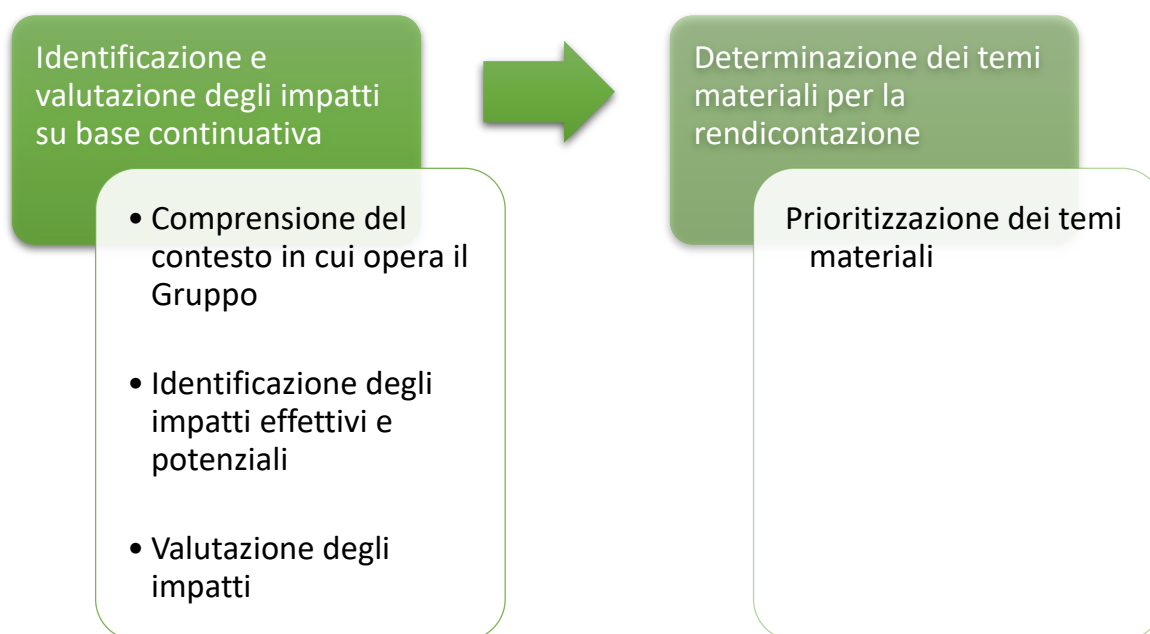 Identificazione e
valutazione degli impatti
su base continuativa
• Comprensione del
contesto in cui opera il
Gruppo
• Identificazione degli
impatti effettivi e
potenziali
• Valutazione degli
impatti
Determinazione dei temi
materiali per la
rendicontazione
Prioritizzazione dei temi
materiali